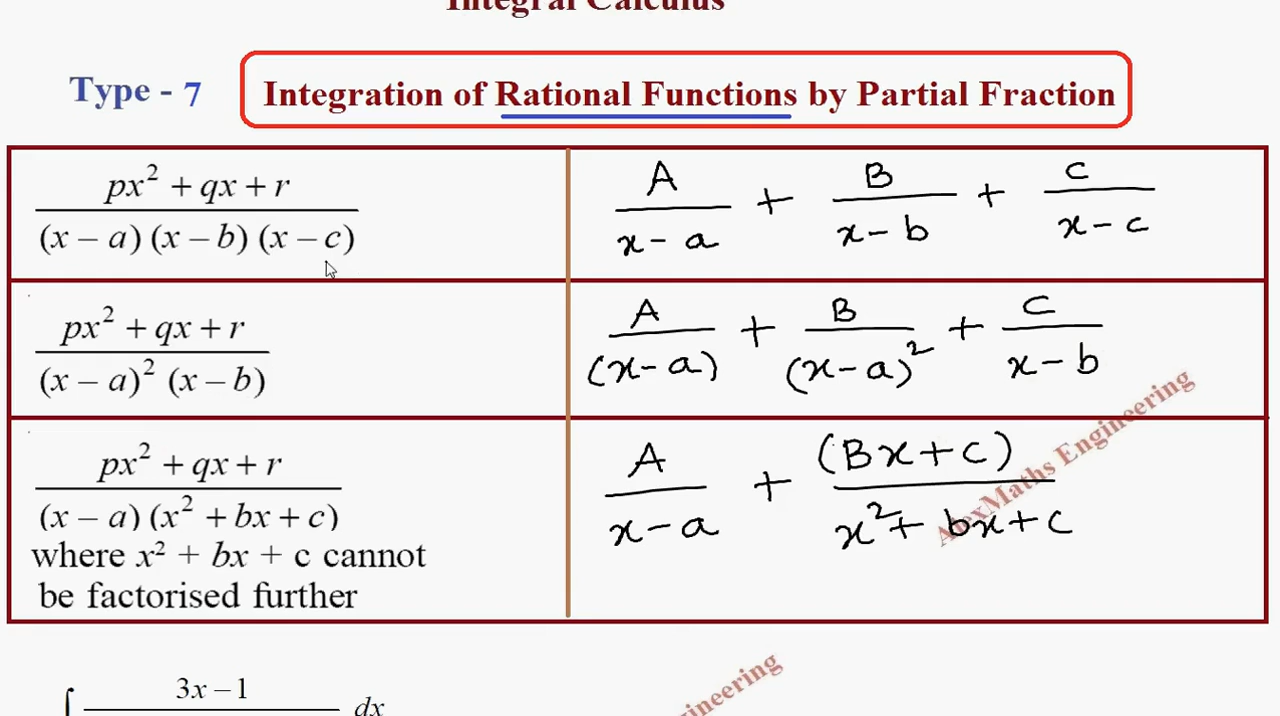 Integral Calculus
Type - 7 Integration of Rational Functions by Partial Fraction
px² + qx + r
(x − a) (x − b) (x − c)
A/(x − a) + B/(x − b) + C/(x − c)
px² + qx + r
(x − a)² (x − b)
A/(x − a) + B/(x − a)² + C/(x − b)
px² + qx + r
(x − a) (x² + bx + c)
where x² + bx + c cannot
be factorised further
A/(x − a) + (Bx + C)/(x² + bx + c)
AlexMaths Engineering
∫ 3x − 1 dx